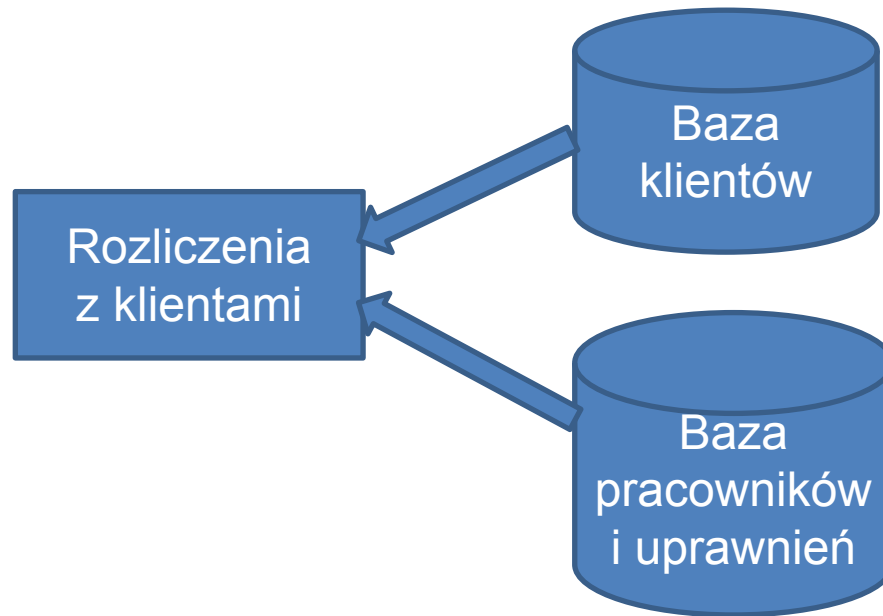 Baza
klientów
Rozliczenia
z klientami
Baza
pracowników
i uprawnień